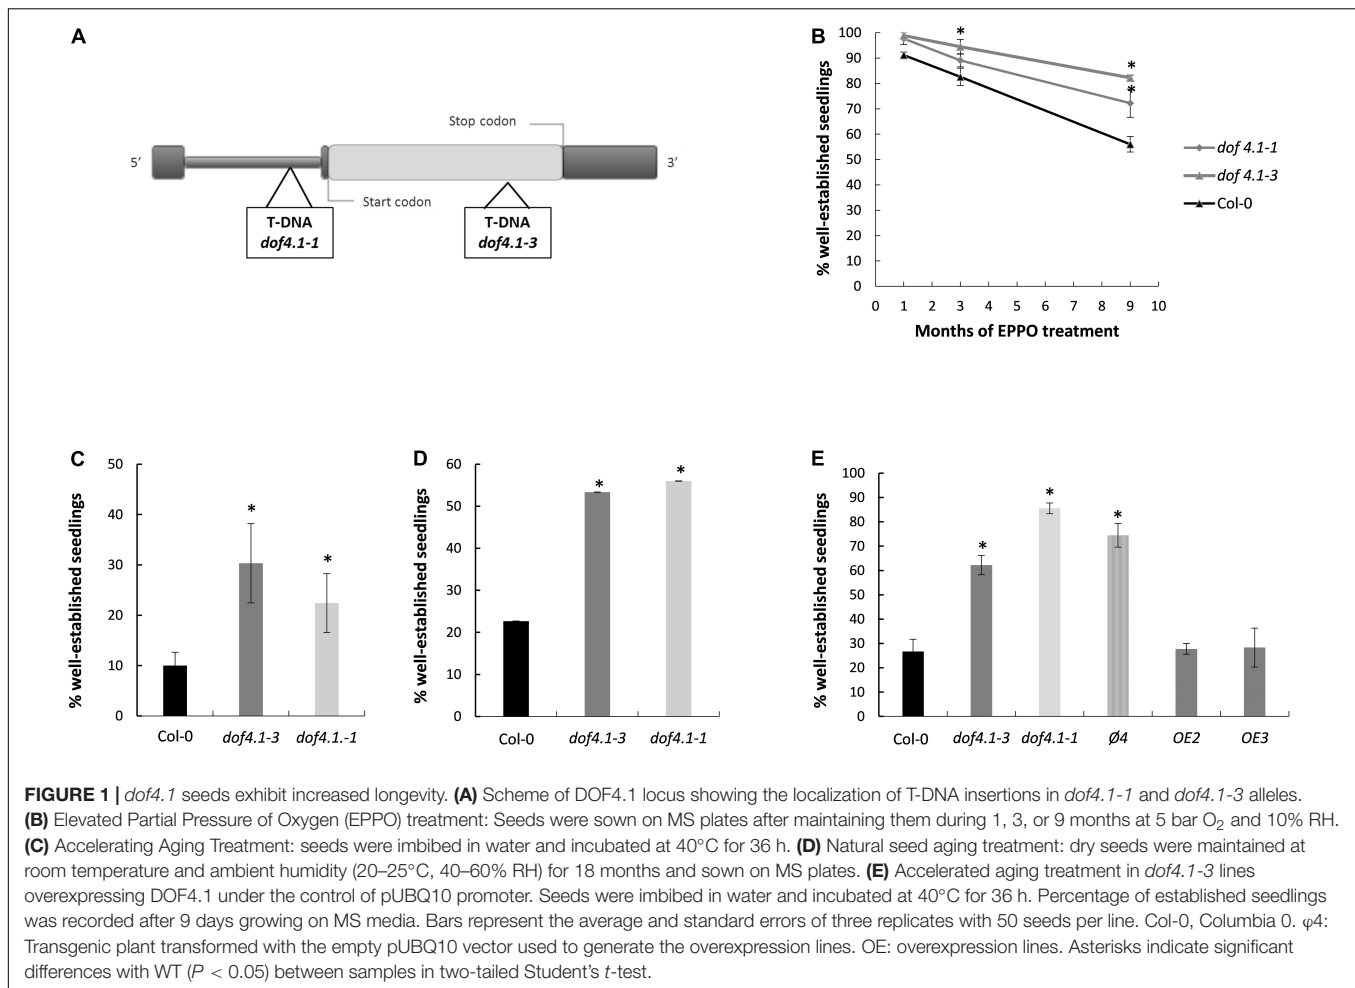 A
5′
3′
Stop codon
Start codon
T-DNA
dof4.1-1
T-DNA
dof4.1-3
B
% well-established seedlings
100
90
80
70
60
50
40
30
20
10
0
*
*
*
0 1 2 3 4 5 6 7 8 9 10
Months of EPPO treatment
dof 4.1-1
dof 4.1-3
Col-0
C
% well-established seedlings
50
40
30
20
10
0
*
*
Col-0 dof4.1-3 dof4.1.-1
D
% well-established seedlings
60
50
40
30
20
10
0
*
*
Col-0 dof4.1-3 dof4.1-1
E
% well-established seedlings
100
90
80
70
60
50
40
30
20
10
0
*
*
*
Col-0 dof4.1-3 dof4.1-1 Ø4 OE2 OE3
FIGURE 1 | dof4.1 seeds exhibit increased longevity. (A) Scheme of DOF4.1 locus showing the localization of T-DNA insertions in dof4.1-1 and dof4.1-3 alleles.
(B) Elevated Partial Pressure of Oxygen (EPPO) treatment: Seeds were sown on MS plates after maintaining them during 1, 3, or 9 months at 5 bar O₂ and 10% RH.
(C) Accelerating Aging Treatment: seeds were imbibed in water and incubated at 40°C for 36 h. (D) Natural seed aging treatment: dry seeds were maintained at
room temperature and ambient humidity (20–25°C, 40–60% RH) for 18 months and sown on MS plates. (E) Accelerated aging treatment in dof4.1-3 lines
overexpressing DOF4.1 under the control of pUBQ10 promoter. Seeds were imbibed in water and incubated at 40°C for 36 h. Percentage of established seedlings
was recorded after 9 days growing on MS media. Bars represent the average and standard errors of three replicates with 50 seeds per line. Col-0, Columbia 0. φ4:
Transgenic plant transformed with the empty pUBQ10 vector used to generate the overexpression lines. OE: overexpression lines. Asterisks indicate significant
differences with WT (P < 0.05) between samples in two-tailed Student's t-test.